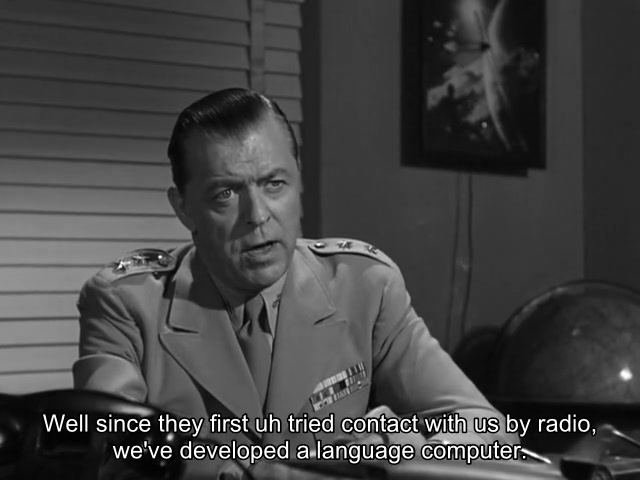 Well since they first uh tried contact with us by radio,
we've developed a language computer.